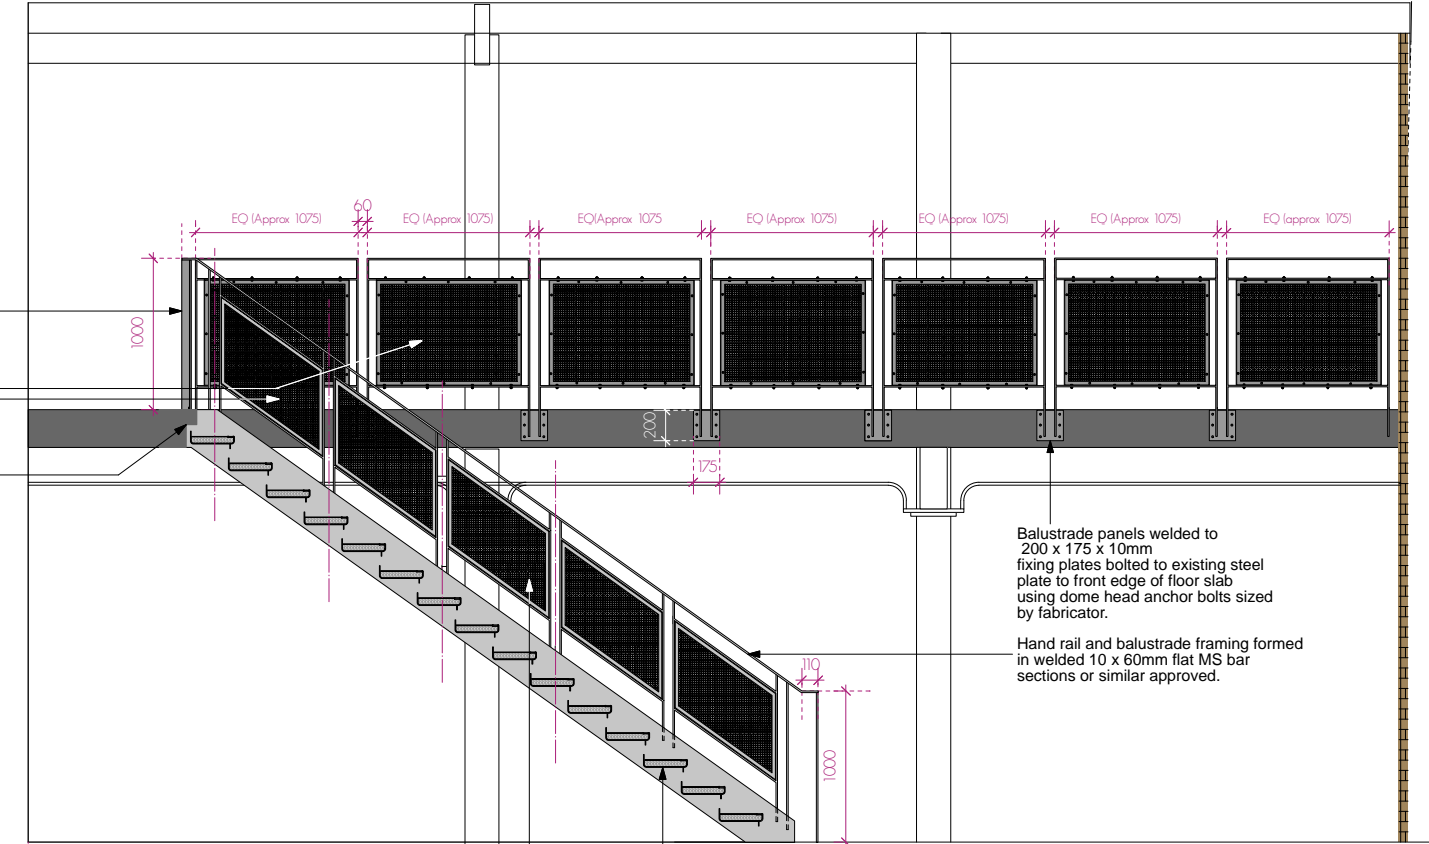 60
EQ (Approx 1075)
EQ (Approx 1075)
EQ(Approx 1075
EQ (Approx 1075)
EQ (Approx 1075)
EQ (Approx 1075)
EQ (approx 1075)
1000
200
175
Balustrade panels welded to
200 x 175 x 10mm
fixing plates bolted to existing steel
plate to front edge of floor slab
using dome head anchor bolts sized
by fabricator.
Hand rail and balustrade framing formed
in welded 10 x 60mm flat MS bar
sections or similar approved.
110
1000